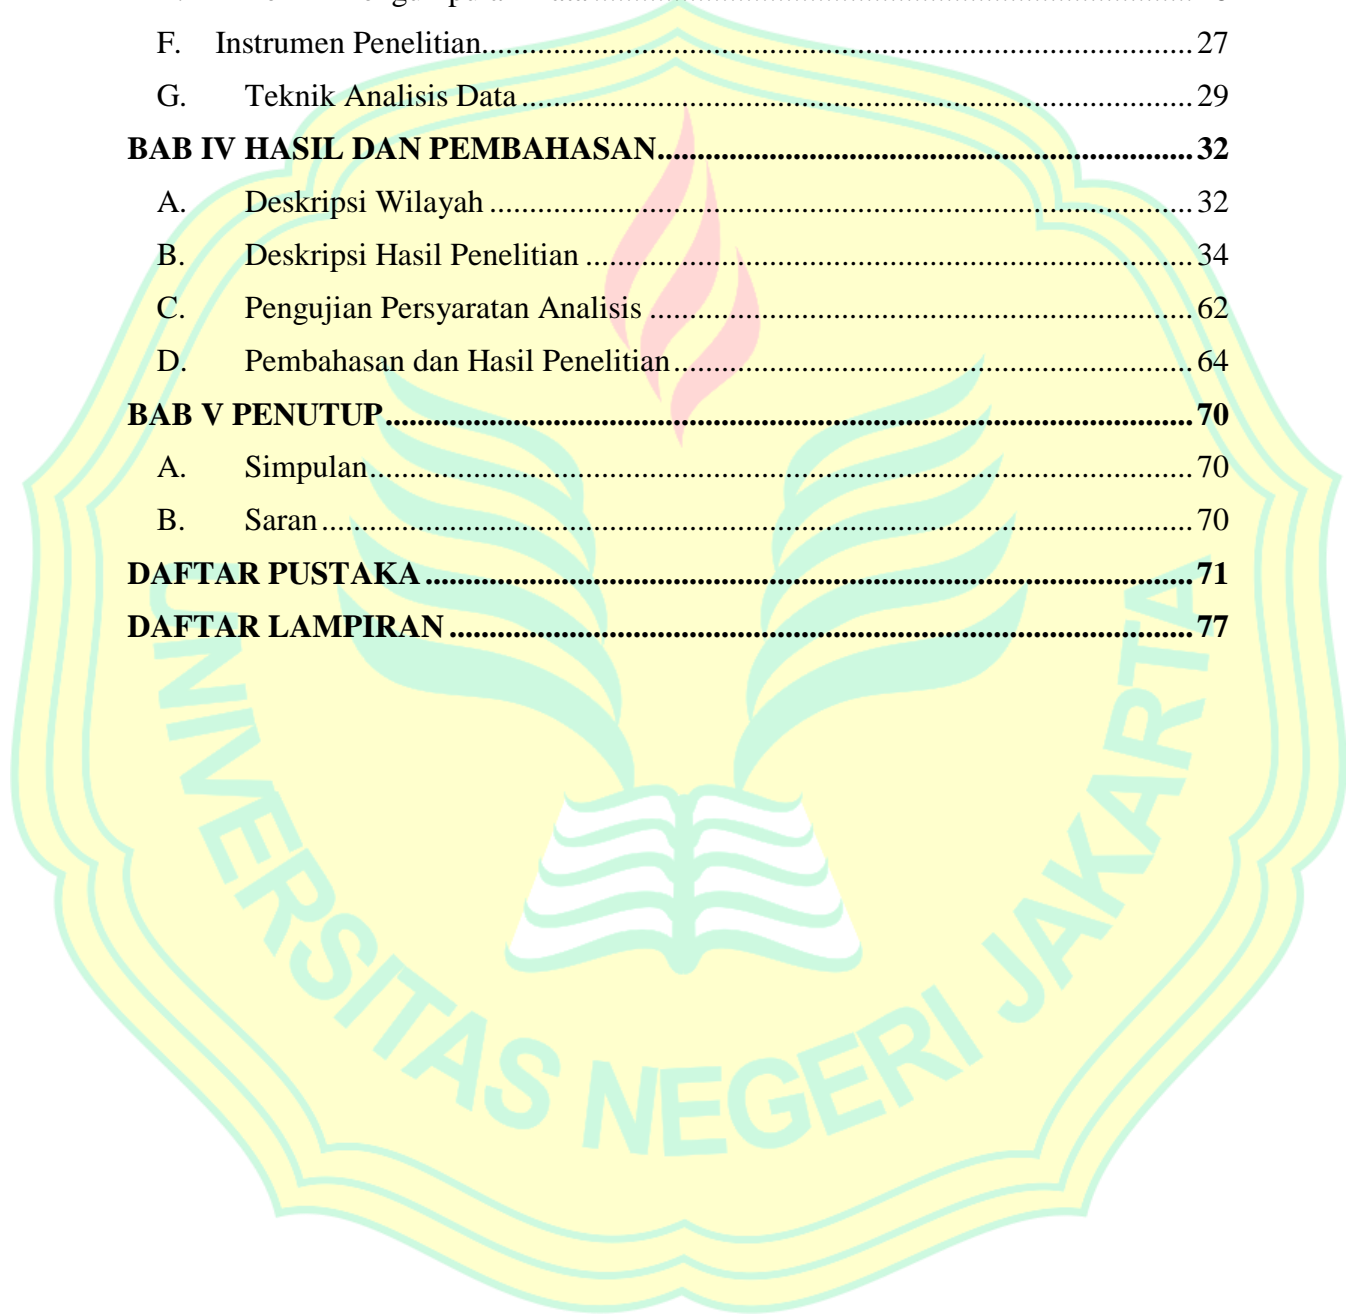 F. Instrumen Penelitian.......... 27
G. Teknik Analisis Data.......... 29
BAB IV HASIL DAN PEMBAHASAN.......... 32
A. Deskripsi Wilayah.......... 32
B. Deskripsi Hasil Penelitian.......... 34
C. Pengujian Persyaratan Analisis.......... 62
D. Pembahasan dan Hasil Penelitian.......... 64
BAB V PENUTUP.......... 70
A. Simpulan.......... 70
B. Saran.......... 70
DAFTAR PUSTAKA.......... 71
DAFTAR LAMPIRAN.......... 77
UNIVERSITAS NEGERI JAKARTA